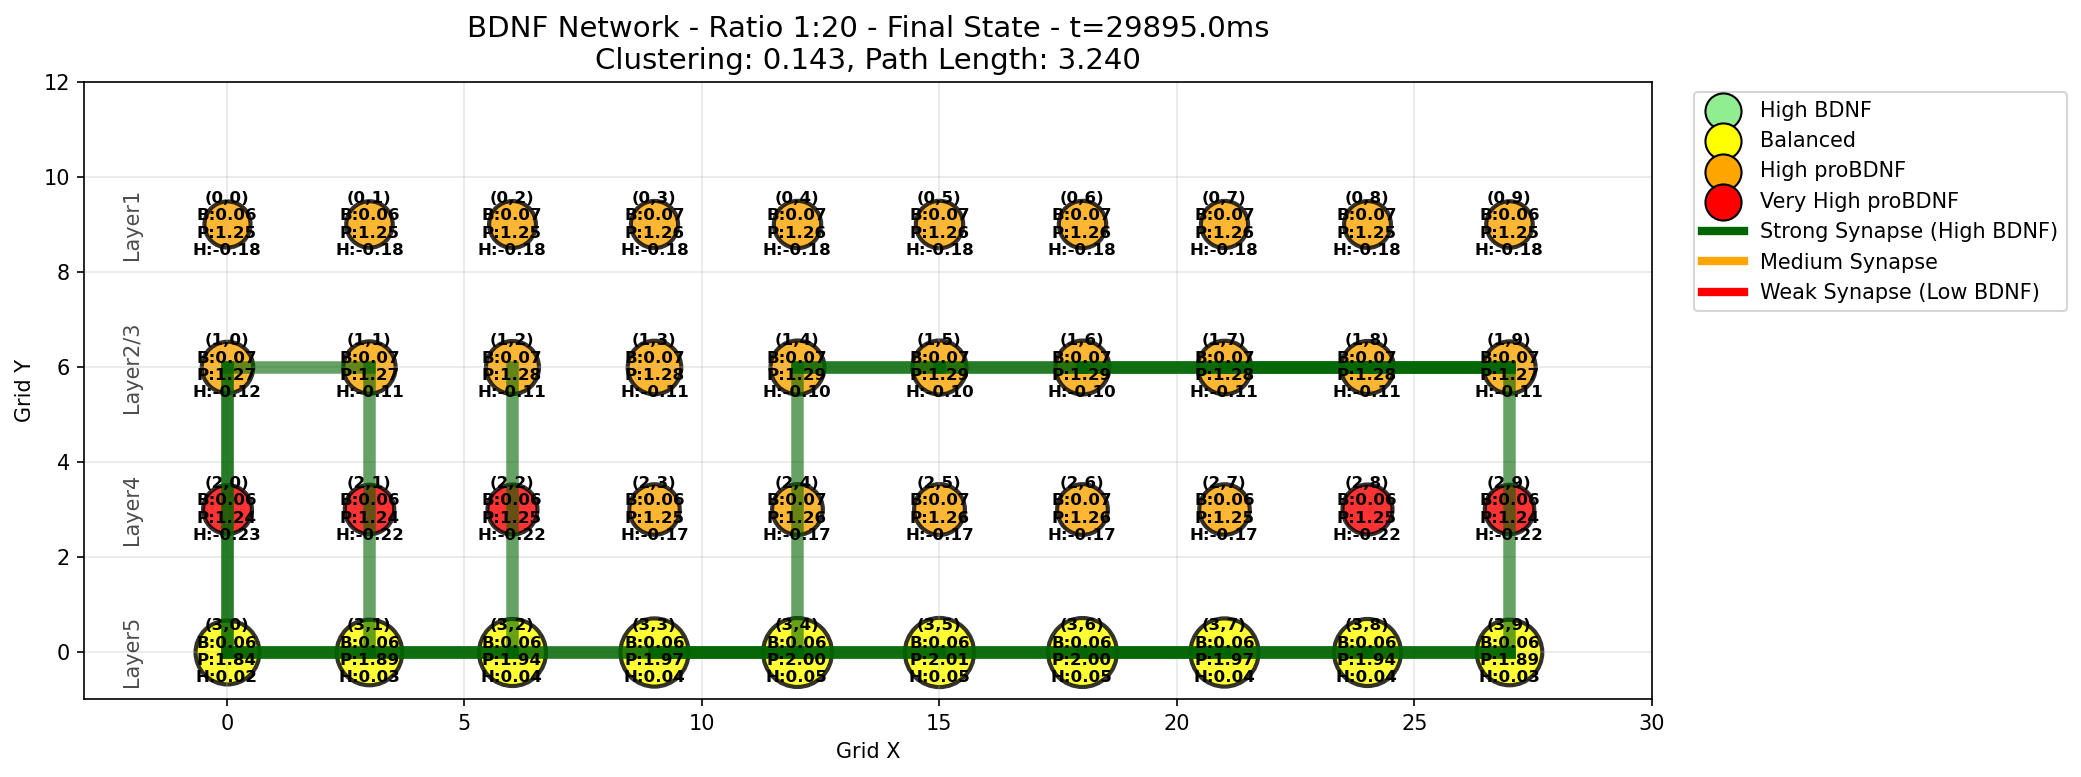 BDNF Network - Ratio 1:20 - Final State - t=29895.0ms
Clustering: 0.143, Path Length: 3.240
12
10
8
6
4
2
0
Grid Y
Layer1
Layer2/3
Layer4
Layer5
(0,0) (0,1) (0,2) (0,3) (0,4) (0,5) (0,6) (0,7) (0,8) (0,9)
B:0.06 B:0.06 B:0.07 B:0.07 B:0.07 B:0.07 B:0.07 B:0.07 B:0.07 B:0.06
P:1.25 P:1.25 P:1.25 P:1.26 P:1.26 P:1.26 P:1.26 P:1.26 P:1.25 P:1.25
H:-0.18 H:-0.18 H:-0.18 H:-0.18 H:-0.18 H:-0.18 H:-0.18 H:-0.18 H:-0.18 H:-0.18
(1,0) (1,1) (1,2) (1,3) (1,4) (1,5) (1,6) (1,7) (1,8) (1,9)
B:0.07 B:0.07 B:0.07 B:0.07 B:0.07 B:0.07 B:0.07 B:0.07 B:0.07 B:0.07
P:1.27 P:1.27 P:1.28 P:1.28 P:1.29 P:1.29 P:1.29 P:1.28 P:1.28 P:1.27
H:-0.12 H:-0.11 H:-0.11 H:-0.11 H:-0.10 H:-0.10 H:-0.10 H:-0.11 H:-0.11 H:-0.11
(2,0) (2,1) (2,2) (2,3) (2,4) (2,5) (2,6) (2,7) (2,8) (2,9)
B:0.06 B:0.06 B:0.06 B:0.06 B:0.07 B:0.07 B:0.07 B:0.06 B:0.06 B:0.06
P:1.24 P:1.24 P:1.25 P:1.25 P:1.26 P:1.26 P:1.26 P:1.25 P:1.25 P:1.24
H:-0.23 H:-0.22 H:-0.22 H:-0.17 H:-0.17 H:-0.17 H:-0.17 H:-0.17 H:-0.22 H:-0.22
(3,0) (3,1) (3,2) (3,3) (3,4) (3,5) (3,6) (3,7) (3,8) (3,9)
B:0.06 B:0.06 B:0.06 B:0.06 B:0.06 B:0.06 B:0.06 B:0.06 B:0.06 B:0.06
P:1.84 P:1.89 P:1.94 P:1.97 P:2.00 P:2.01 P:2.00 P:1.97 P:1.94 P:1.89
H:0.02 H:0.03 H:0.04 H:0.04 H:0.05 H:0.05 H:0.05 H:0.04 H:0.04 H:0.03
0 5 10 15 20 25 30
Grid X
High BDNF
Balanced
High proBDNF
Very High proBDNF
Strong Synapse (High BDNF)
Medium Synapse
Weak Synapse (Low BDNF)